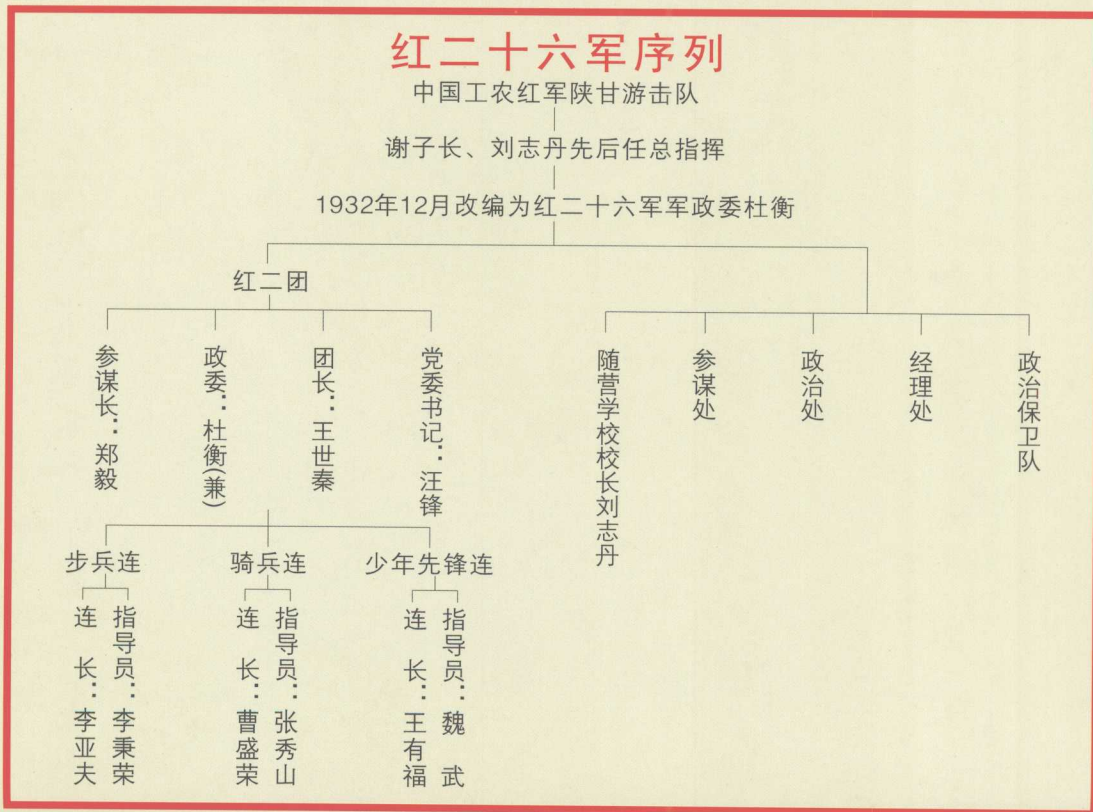 红二十六军序列
中国工农红军陕甘游击队
谢子长、刘志丹先后任总指挥
1932年12月改编为红二十六军军政委杜衡
红二团
参谋长：郑毅
政委：杜衡(兼)
团长：王世秦
党委书记：汪锋
随营学校校长刘志丹
参谋处
政治处
经理处
政治保卫队
步兵连
骑兵连
少年先锋连
连 长：李亚夫
指导员：李秉荣
连 长：曹盛荣
指导员：张秀山
连 长：王有福
指导员：魏 武